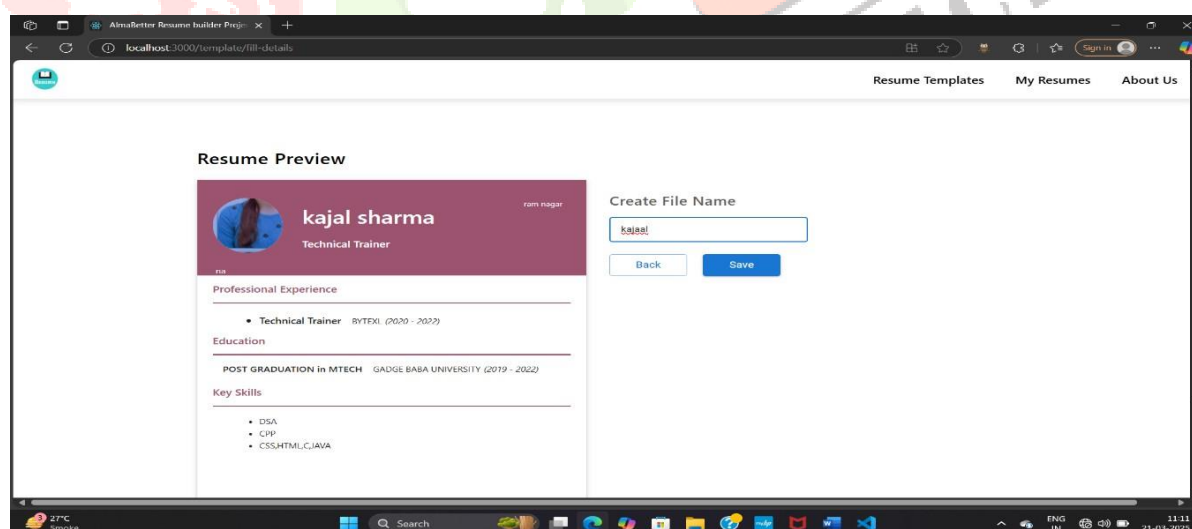 AlmaBetter Resume builder Proje
localhost:3000/template/fill-details
Sign in
Resume
Resume Templates My Resumes About Us
Resume Preview
kajal sharma
ram nagar
Technical Trainer
na
Professional Experience
• Technical Trainer BYTEXL (2020 - 2022)
Education
POST GRADUATION in MTECH GADGE BABA UNIVERSITY (2019 - 2022)
Key Skills
• DSA
• CPP
• CSS,HTML,C,JAVA
Create File Name
kajaal
Back Save
3
27°C
Smoke
Search
ENG
IN
11:11
21-03-2025